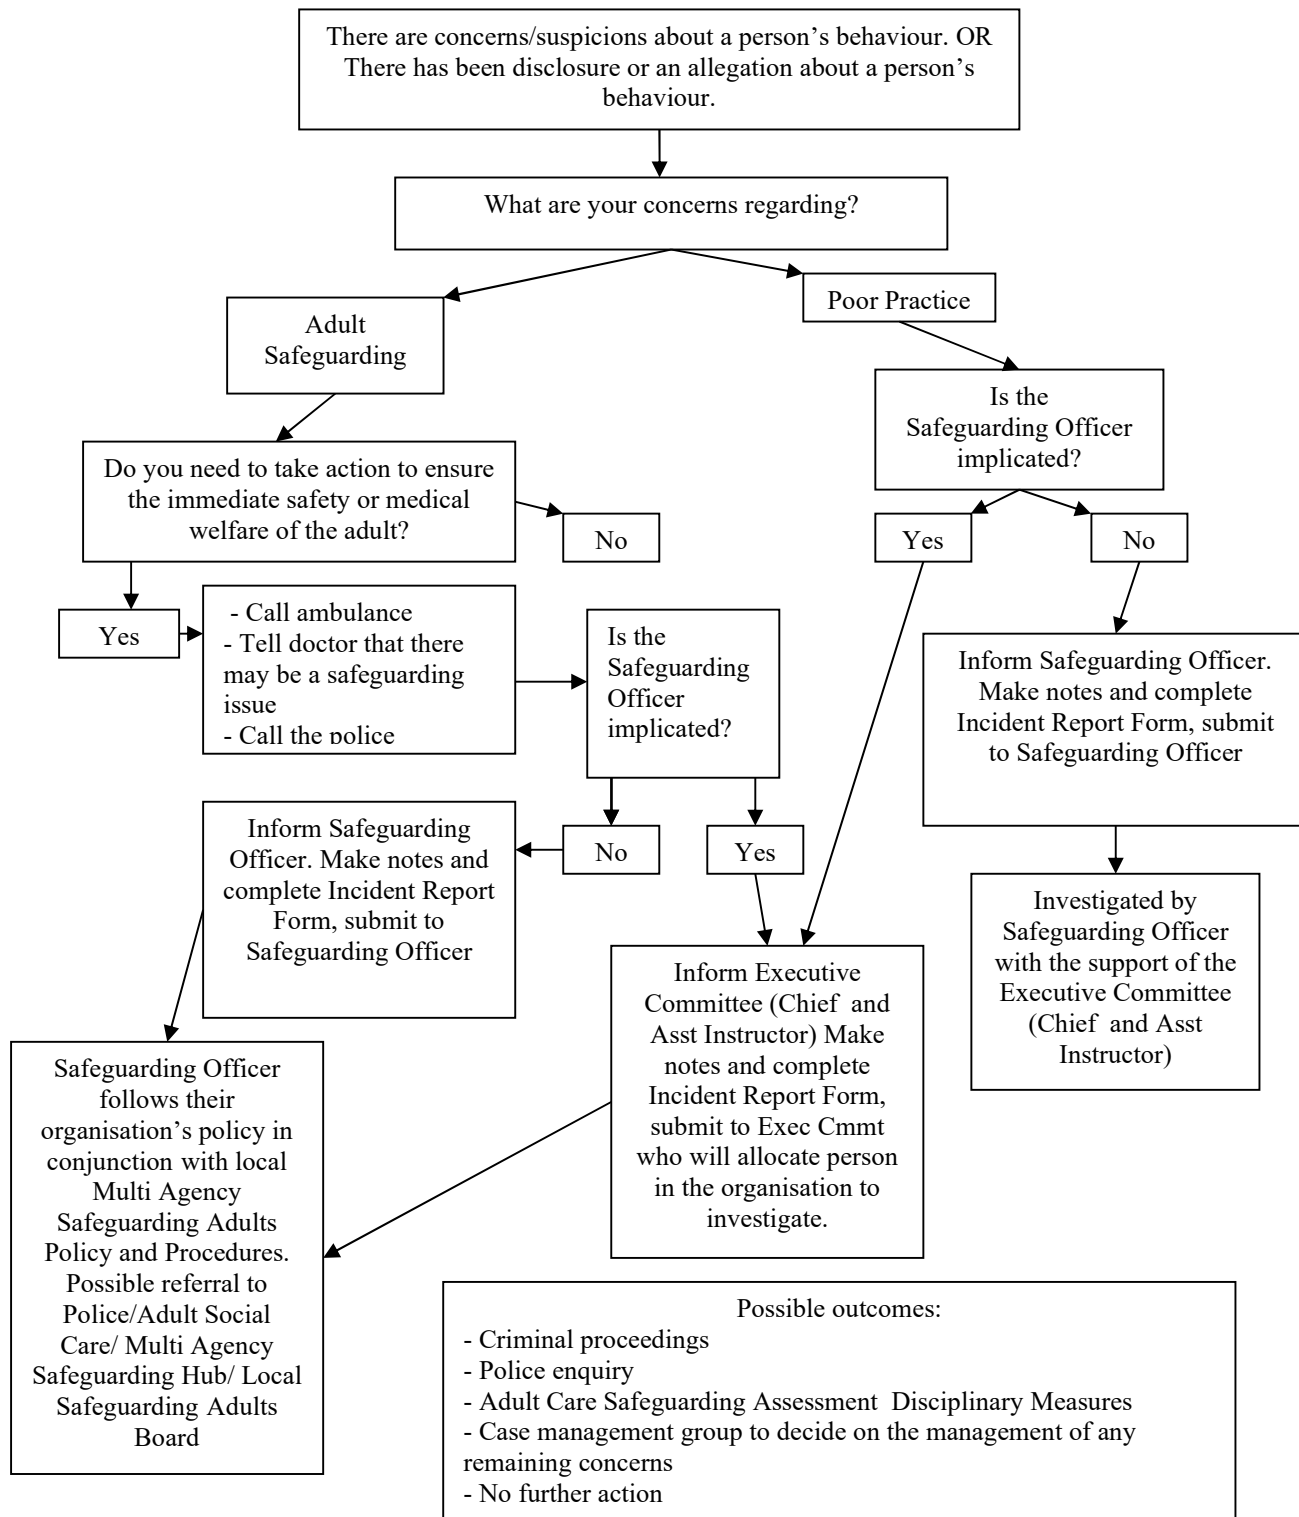 There are concerns/suspicions about a person’s behaviour. OR
There has been disclosure or an allegation about a person’s
behaviour.
What are your concerns regarding?
Adult
Safeguarding
Poor Practice
Do you need to take action to ensure
the immediate safety or medical
welfare of the adult?
No
Is the
Safeguarding Officer
implicated?
Yes
No
Yes
- Call ambulance
- Tell doctor that there
may be a safeguarding
issue
- Call the police
Is the
Safeguarding
Officer
implicated?
Inform Safeguarding Officer.
Make notes and complete
Incident Report Form, submit
to Safeguarding Officer
Inform Safeguarding
Officer. Make notes and
complete Incident Report
Form, submit to
Safeguarding Officer
No
Yes
Investigated by
Safeguarding Officer
with the support of the
Executive Committee
(Chief and Asst
Instructor)
Inform Executive
Committee (Chief and
Asst Instructor) Make
notes and complete
Incident Report Form,
submit to Exec Cmmt
who will allocate person
in the organisation to
investigate.
Safeguarding Officer
follows their
organisation’s policy in
conjunction with local
Multi Agency
Safeguarding Adults
Policy and Procedures.
Possible referral to
Police/Adult Social
Care/ Multi Agency
Safeguarding Hub/ Local
Safeguarding Adults
Board
Possible outcomes:
- Criminal proceedings
- Police enquiry
- Adult Care Safeguarding Assessment Disciplinary Measures
- Case management group to decide on the management of any
remaining concerns
- No further action